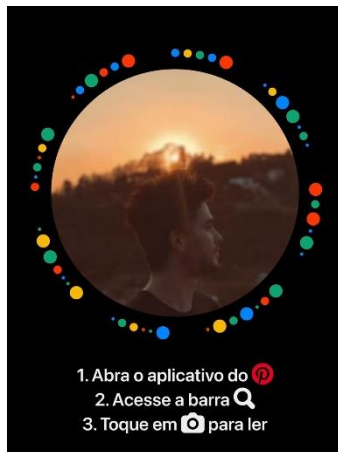 1. Abra o aplicativo do
2. Acesse a barra
3. Toque em para ler